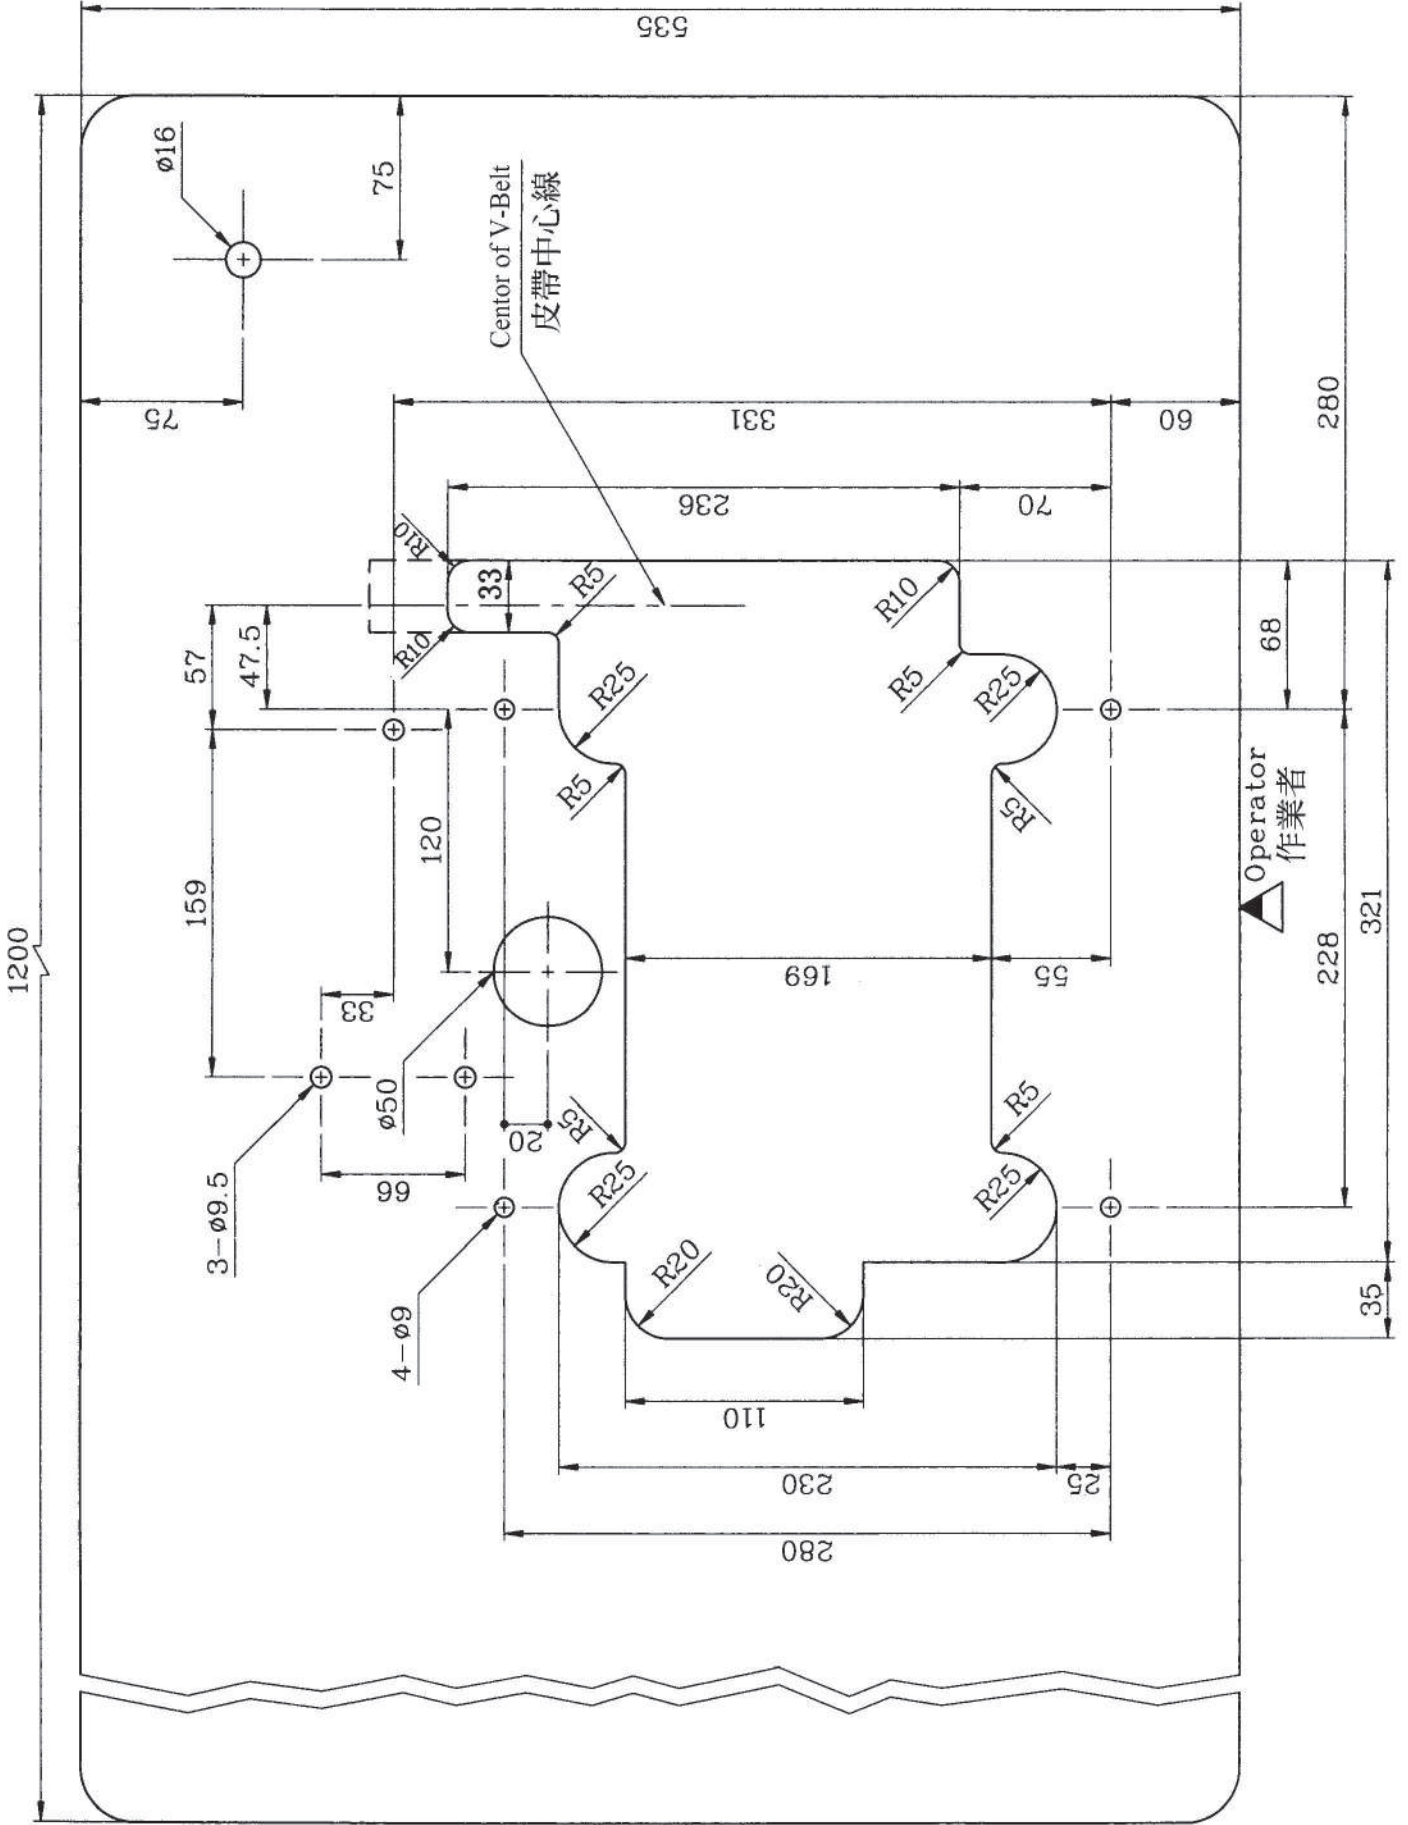 1200
535
ø16
75
75
Centor of V-Belt
皮帶中心線
331
60
280
236
70
R10
R10
33
R5
R10
68
57
47.5
R25
R5
R25
R5
R5
159
120
Operator
作業者
33
ø50
169
55
321
228
3-ø9.5
66
20
R5
R25
R5
R25
4-ø9
R20
R20
35
110
230
25
280